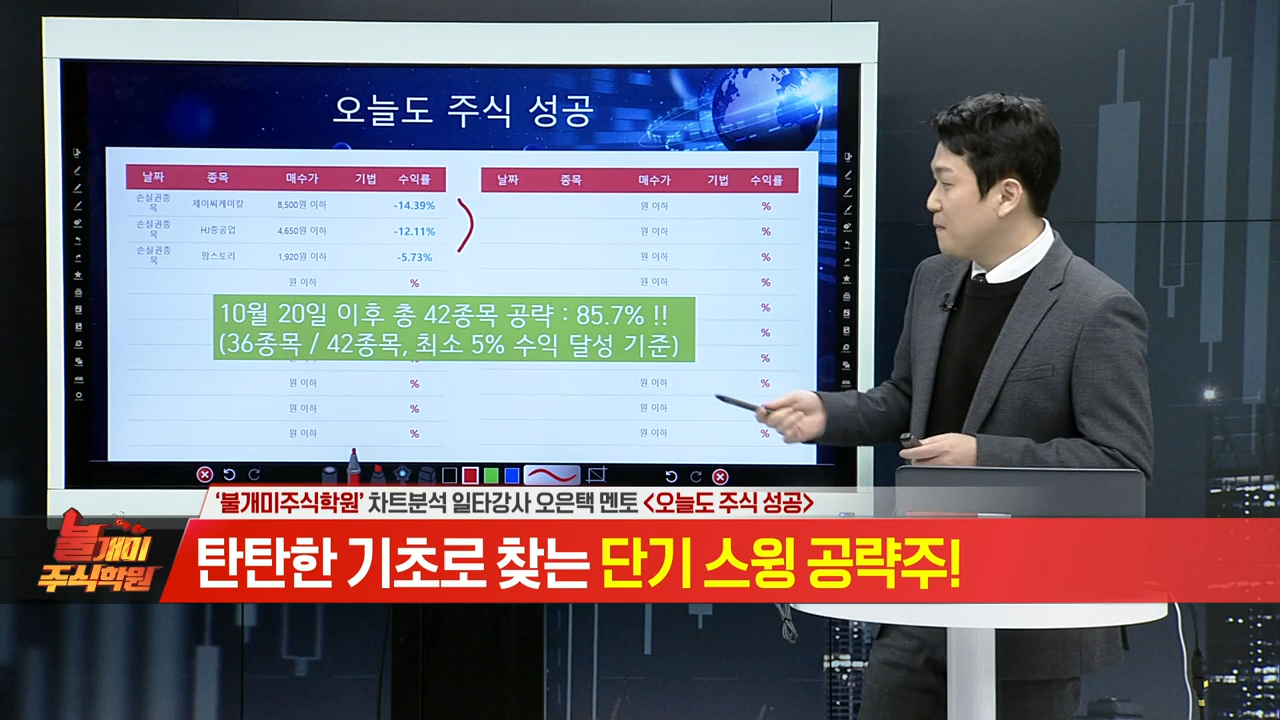 오늘도 주식 성공
날짜 종목 매수가 기법 수익률
손실권종목 제이씨케미칼 8,500원 이하 -14.39%
손실권종목 HJ중공업 4,650원 이하 -12.11%
손실권종목 팜스토리 1,920원 이하 -5.73%
원 이하 %
10월 20일 이후 총 42종목 공략 : 85.7% !!
(36종목 / 42종목, 최소 5% 수익 달성 기준)
원 이하 %
원 이하 %
원 이하 %
원 이하 %
날짜 종목 매수가 기법 수익률
원 이하 %
원 이하 %
원 이하 %
원 이하 %
%
%
원 이하 %
원 이하 %
원 이하 %
원 이하 %
‘불개미주식학원’ 차트분석 일타강사 오은택 멘토 <오늘도 주식 성공>
불개미
주식학원
탄탄한 기초로 찾는 단기 스윙 공략주!